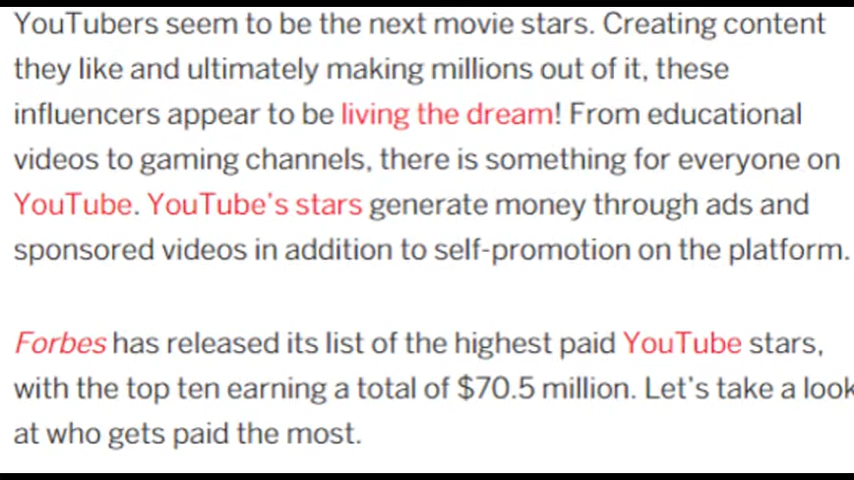 YouTubers seem to be the next movie stars. Creating content
they like and ultimately making millions out of it, these
influencers appear to be living the dream! From educational
videos to gaming channels, there is something for everyone on
YouTube. YouTube's stars generate money through ads and
sponsored videos in addition to self-promotion on the platform.
Forbes has released its list of the highest paid YouTube stars,
with the top ten earning a total of $70.5 million. Let's take a look
at who gets paid the most.